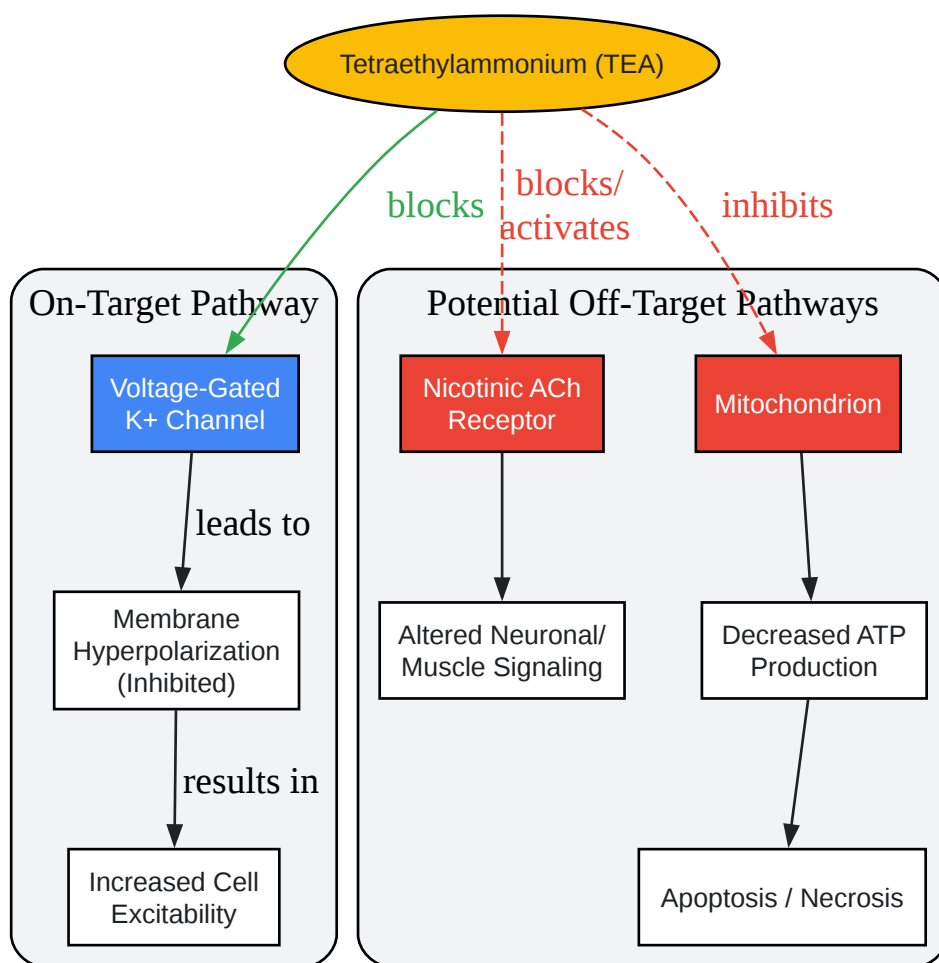 Tetraethylammonium (TEA)
blocks
blocks/
activates
inhibits
On-Target Pathway
Potential Off-Target Pathways
Voltage-Gated
K+ Channel
Nicotinic ACh
Receptor
Mitochondrion
leads to
Membrane
Hyperpolarization
(Inhibited)
Altered Neuronal/
Muscle Signaling
Decreased ATP
Production
results in
Increased Cell
Excitability
Apoptosis / Necrosis